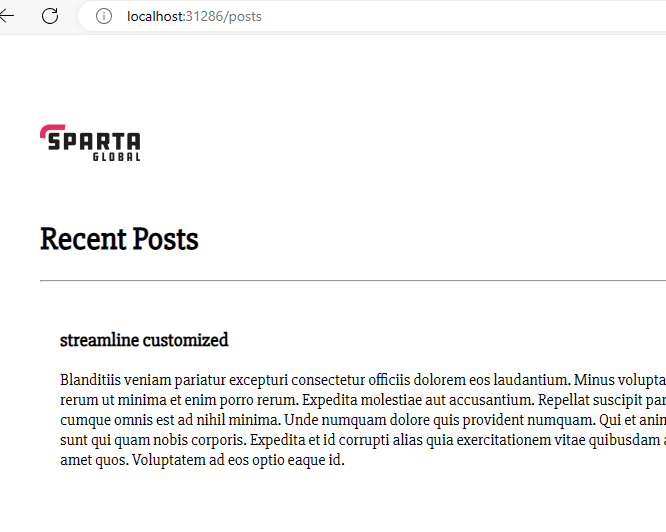 localhost:31286/posts
SPARTA
GLOBAL
Recent Posts
streamline customized
Blanditiis veniam pariatur excepturi consectetur officiis dolorem eos laudantium. Minus volupta
rerum ut minima et enim porro rerum. Expedita molestiae aut accusantium. Repellat suscipit par
cumque omnis est ad nihil minima. Unde numquam dolore quis provident numquam. Qui et anim
sunt qui quam nobis corporis. Expedita et id corrupti alias quia exercitationem vitae quibusdam a
amet quos. Voluptatem ad eos optio eaque id.